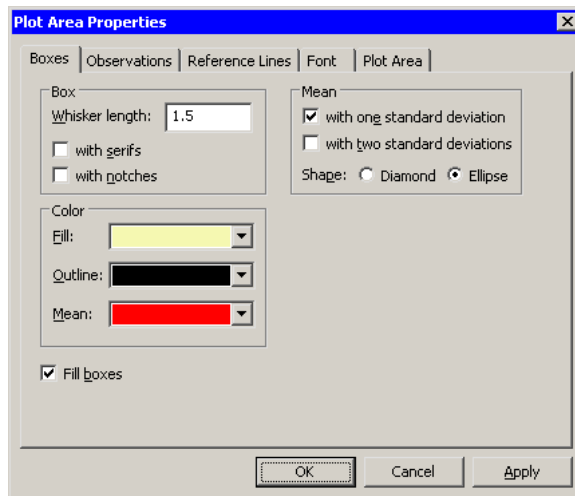 Plot Area Properties
Boxes Observations Reference Lines Font Plot Area
Box
Whisker length: 1.5
with serifs
with notches
Mean
with one standard deviation
with two standard deviations
Shape: Diamond Ellipse
Color
Fill:
Outline:
Mean:
Fill boxes
OK Cancel Apply